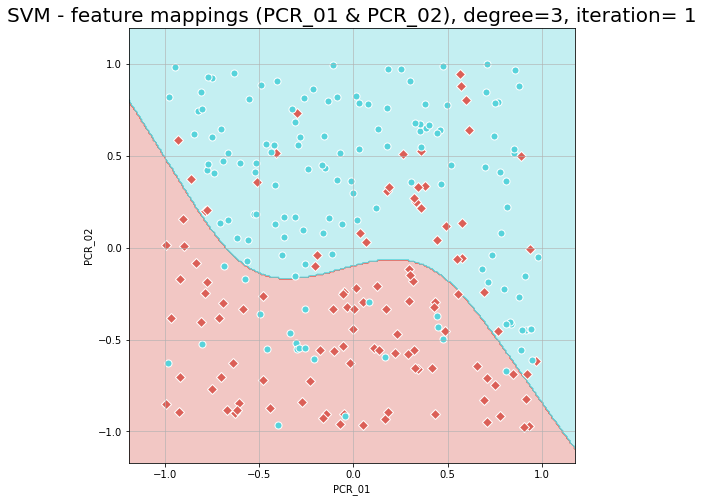 SVM - feature mappings (PCR_01 & PCR_02), degree=3, iteration= 1
1.0
0.5
0.0
−0.5
−1.0
PCR_02
−1.0 −0.5 0.0 0.5 1.0
PCR_01